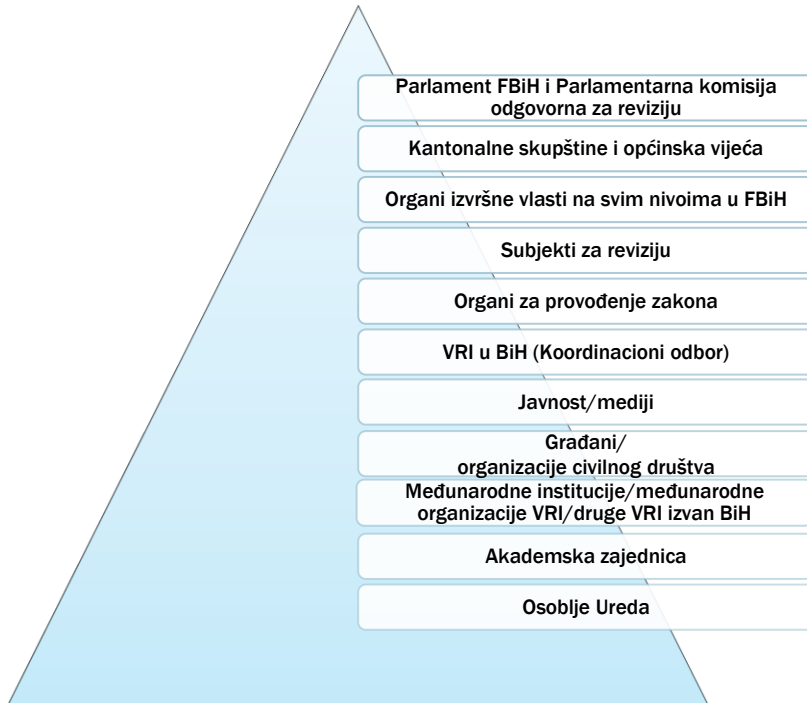 Parlament FBiH i Parlamentarna komisija
odgovorna za reviziju
Kantonalne skupštine i općinska vijeća
Organi izvršne vlasti na svim nivoima u FBiH
Subjekti za reviziju
Organi za provođenje zakona
VRI u BiH (Koordinacioni odbor)
Javnost/mediji
Građani/
organizacije civilnog društva
Međunarodne institucije/međunarodne
organizacije VRI/druge VRI izvan BiH
Akademska zajednica
Osoblje Ureda